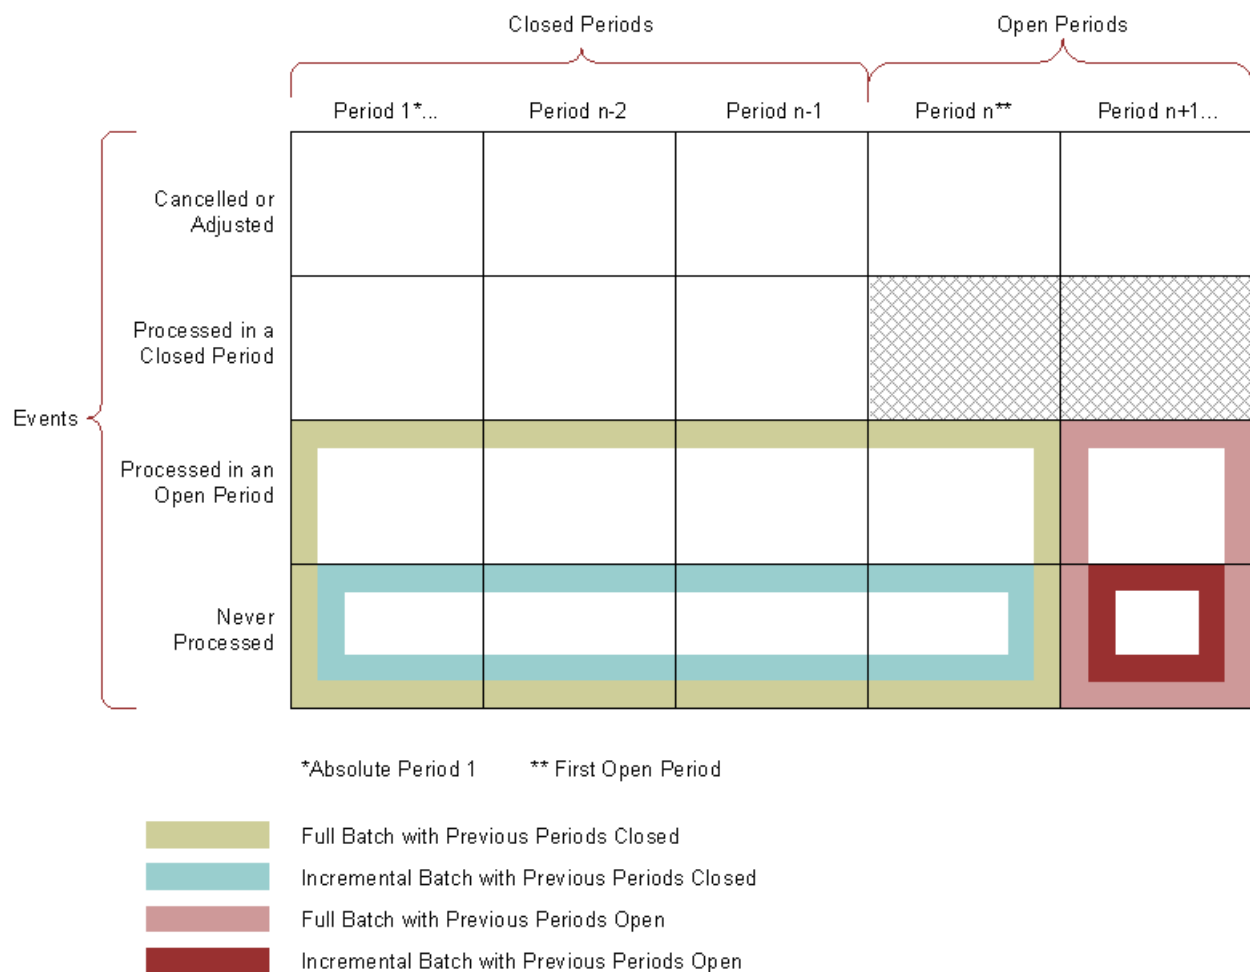 Closed Periods
Open Periods
Period 1*...
Period n-2
Period n-1
Period n**
Period n+1...
Cancelled or
Adjusted
Processed in a
Closed Period
Events
Processed in an
Open Period
Never
Processed
*Absolute Period 1
** First Open Period
Full Batch with Previous Periods Closed
Incremental Batch with Previous Periods Closed
Full Batch with Previous Periods Open
Incremental Batch with Previous Periods Open